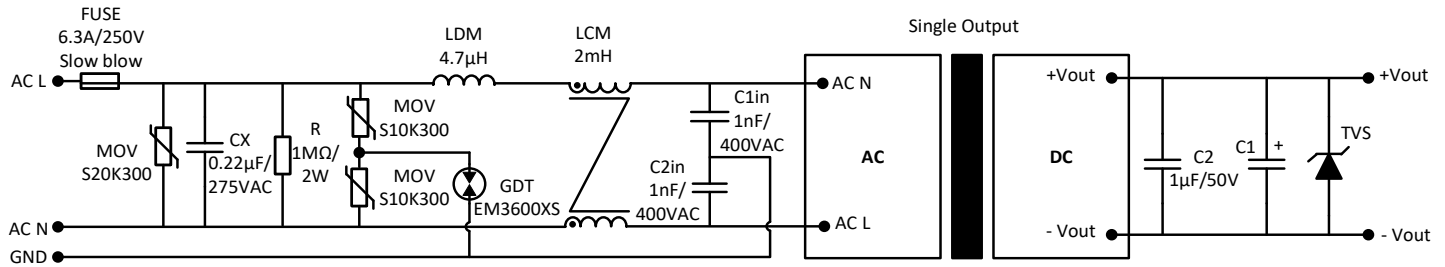 FUSE
6.3A/250V
Slow blow
AC L
MOV
S20K300
CX
0.22µF/
275VAC
R
1MΩ/
2W
MOV
S10K300
MOV
S10K300
GDT
EM3600XS
LDM
4.7µH
LCM
2mH
C1in
1nF/
400VAC
C2in
1nF/
400VAC
AC N
GND
Single Output
AC N
AC
AC L
+Vout
DC
- Vout
C2
1µF/50V
C1
+
TVS
+Vout
- Vout